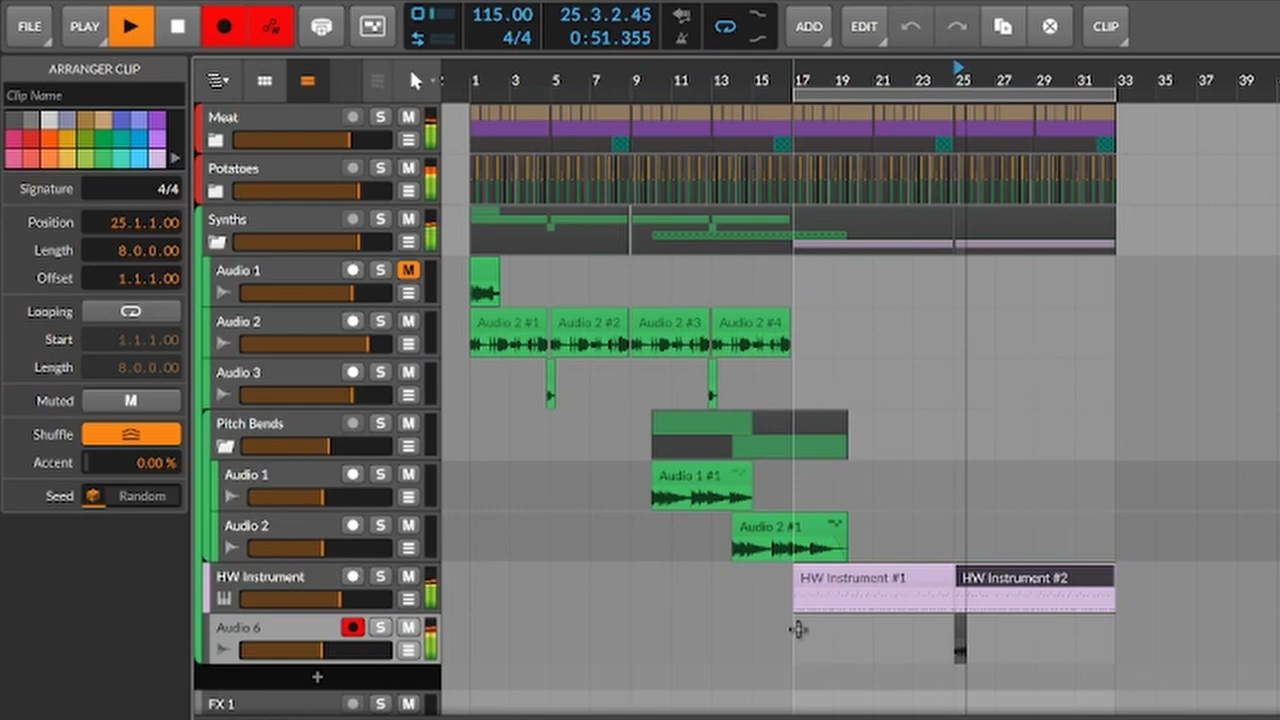 FILE PLAY 115.00 25.3.2.45 ADD EDIT CLIP
4/4 0:51.355
ARRANGER CLIP
1 3 5 7 9 11 13 15 17 19 21 23 25 27 29 31 33 35 37 39
Clip Name
Signature 4/4
Position 25.1.1.00
Length 8.0.0.00
Offset 1.1.1.00
Looping
Start 1.1.1.00
Length 8.0.0.00
Muted M
Shuffle
Accent 0.00 %
Seed Random
Meat S M
Potatoes S M
Synths S M
Audio 1 S M
Audio 2 S M Audio 2 #1 Audio 2 #2 Audio 2 #3 Audio 2 #4
Audio 3 S M
Pitch Bends S M
Audio 1 S M Audio 1 #1
Audio 2 S M Audio 2 #1
HW Instrument S M HW Instrument #1 HW Instrument #2
Audio 6 S M
+
FX 1 S M